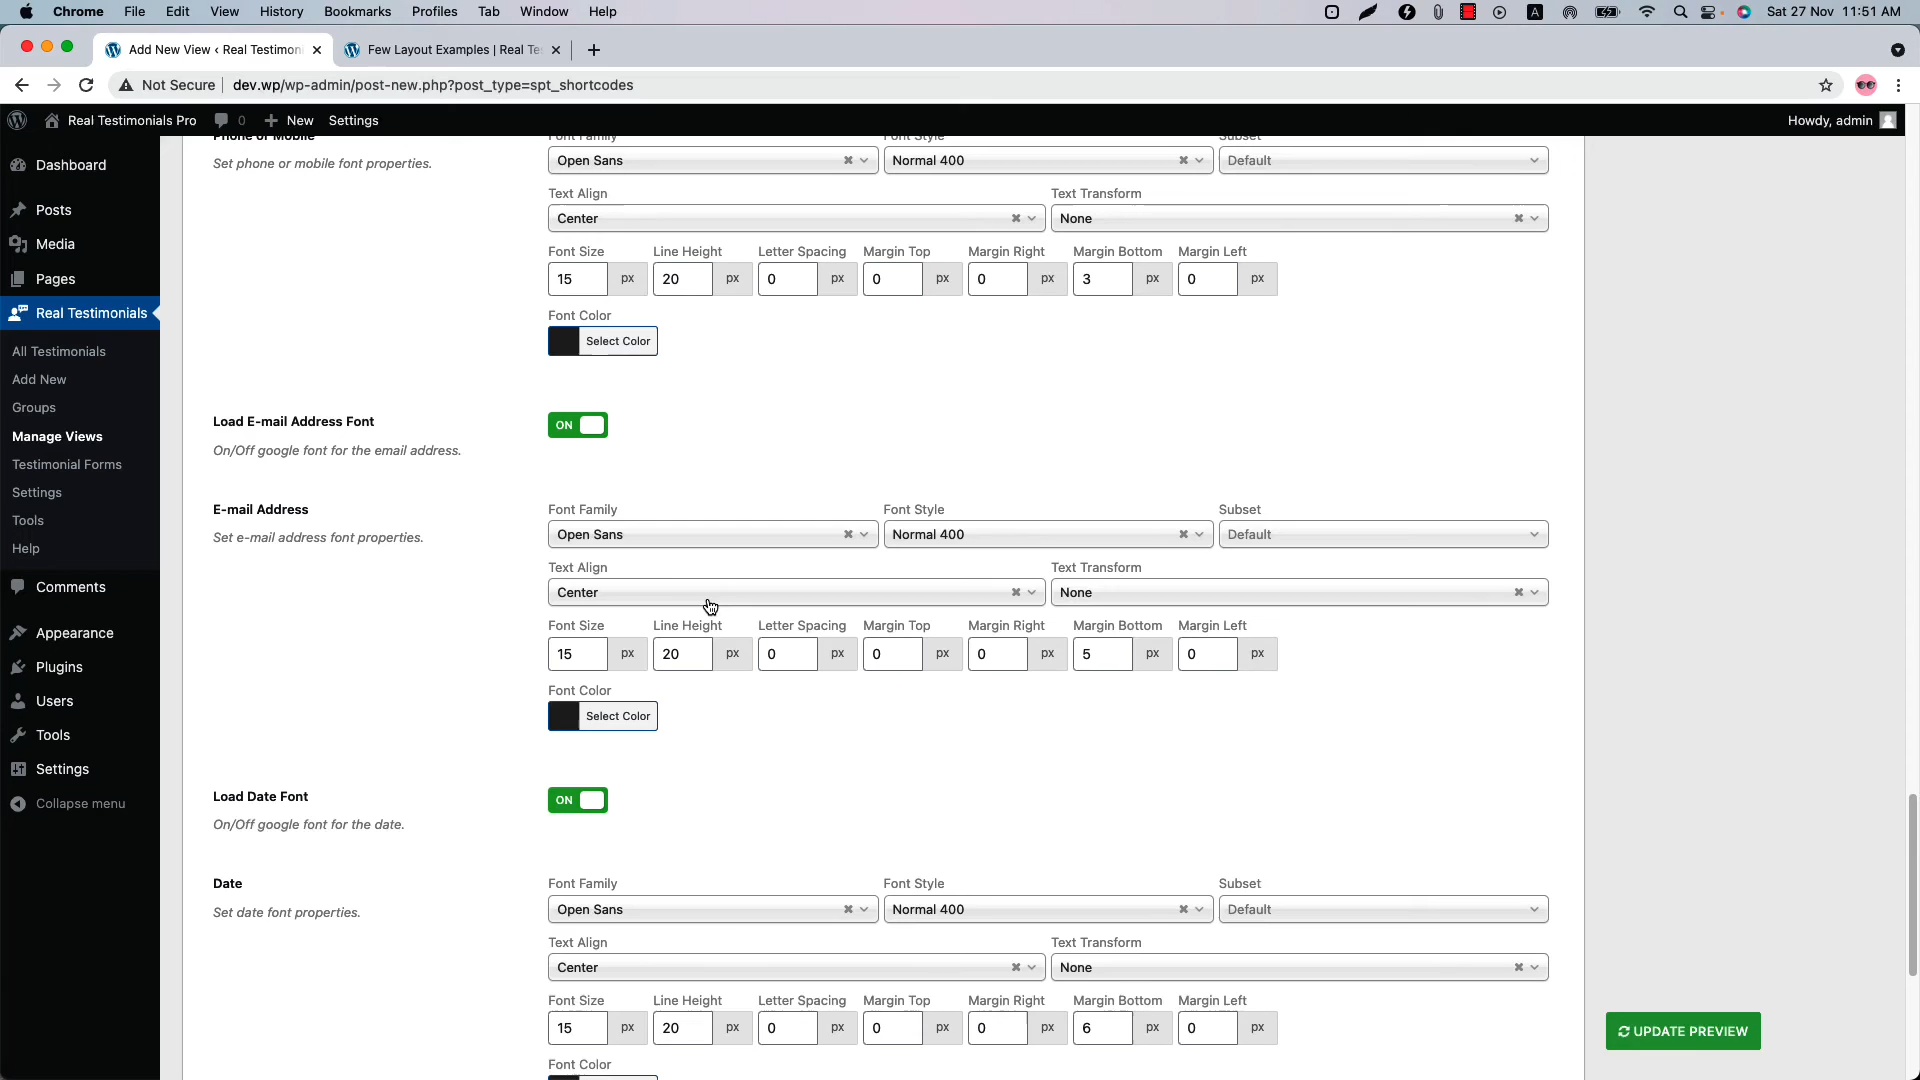 Chrome File Edit View History Bookmarks Profiles Tab Window Help
A Sat 27 Nov 11:51 AM
Add New View ‹ Real Testimoni
Few Layout Examples | Real Te
Not Secure dev.wp/wp-admin/post-new.php?post_type=spt_shortcodes
Real Testimonials Pro 0 New Settings Howdy, admin
Dashboard
Posts
Media
Pages
Real Testimonials
All Testimonials
Add New
Groups
Manage Views
Testimonial Forms
Settings
Tools
Help
Comments
Appearance
Plugins
Users
Tools
Settings
Collapse menu
Phone or Mobile
Set phone or mobile font properties.
Font Family Font Style Subset
Open Sans Normal 400 Default
Text Align Text Transform
Center None
Font Size Line Height Letter Spacing Margin Top Margin Right Margin Bottom Margin Left
15 px 20 px 0 px 0 px 0 px 3 px 0 px
Font Color
Select Color
Load E-mail Address Font
On/Off google font for the email address.
ON
E-mail Address
Set e-mail address font properties.
Font Family Font Style Subset
Open Sans Normal 400 Default
Text Align Text Transform
Center None
Font Size Line Height Letter Spacing Margin Top Margin Right Margin Bottom Margin Left
15 px 20 px 0 px 0 px 0 px 5 px 0 px
Font Color
Select Color
Load Date Font
On/Off google font for the date.
ON
Date
Set date font properties.
Font Family Font Style Subset
Open Sans Normal 400 Default
Text Align Text Transform
Center None
Font Size Line Height Letter Spacing Margin Top Margin Right Margin Bottom Margin Left
15 px 20 px 0 px 0 px 0 px 6 px 0 px
Font Color
UPDATE PREVIEW